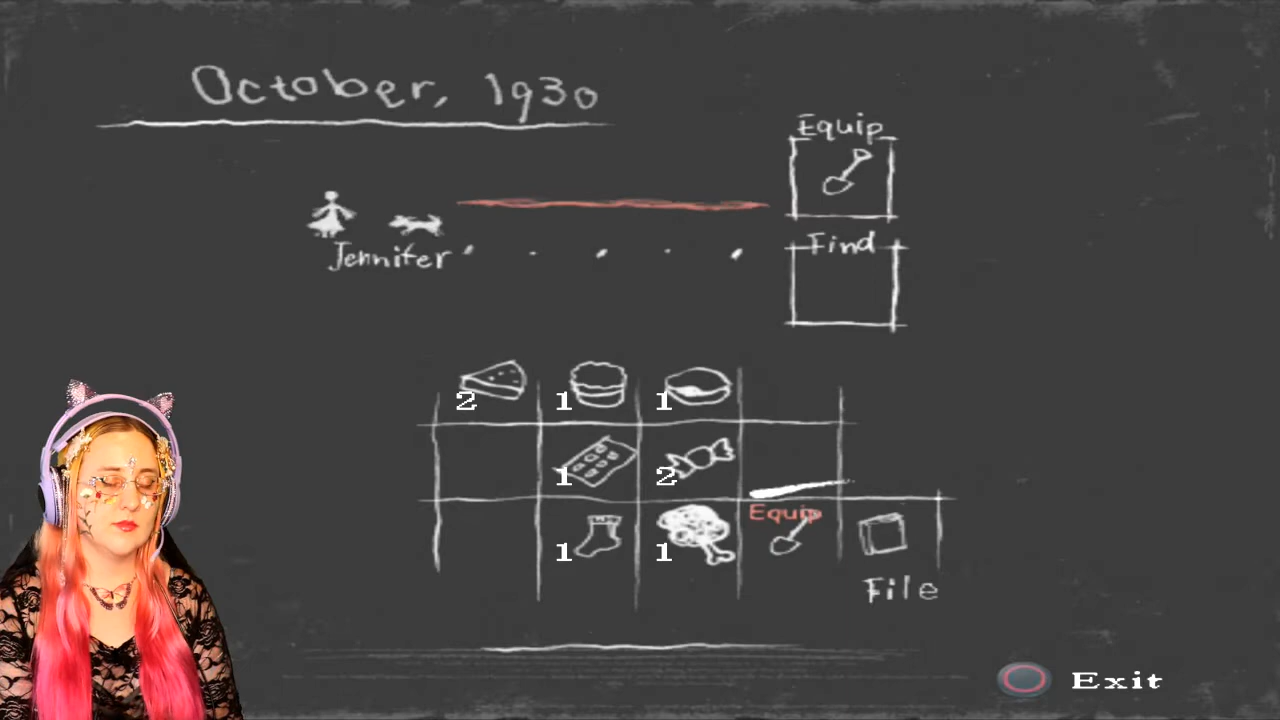 October, 1930
Equip
Jennifer
Find
2 1 1
1 2
Equip
1 1
File
Exit